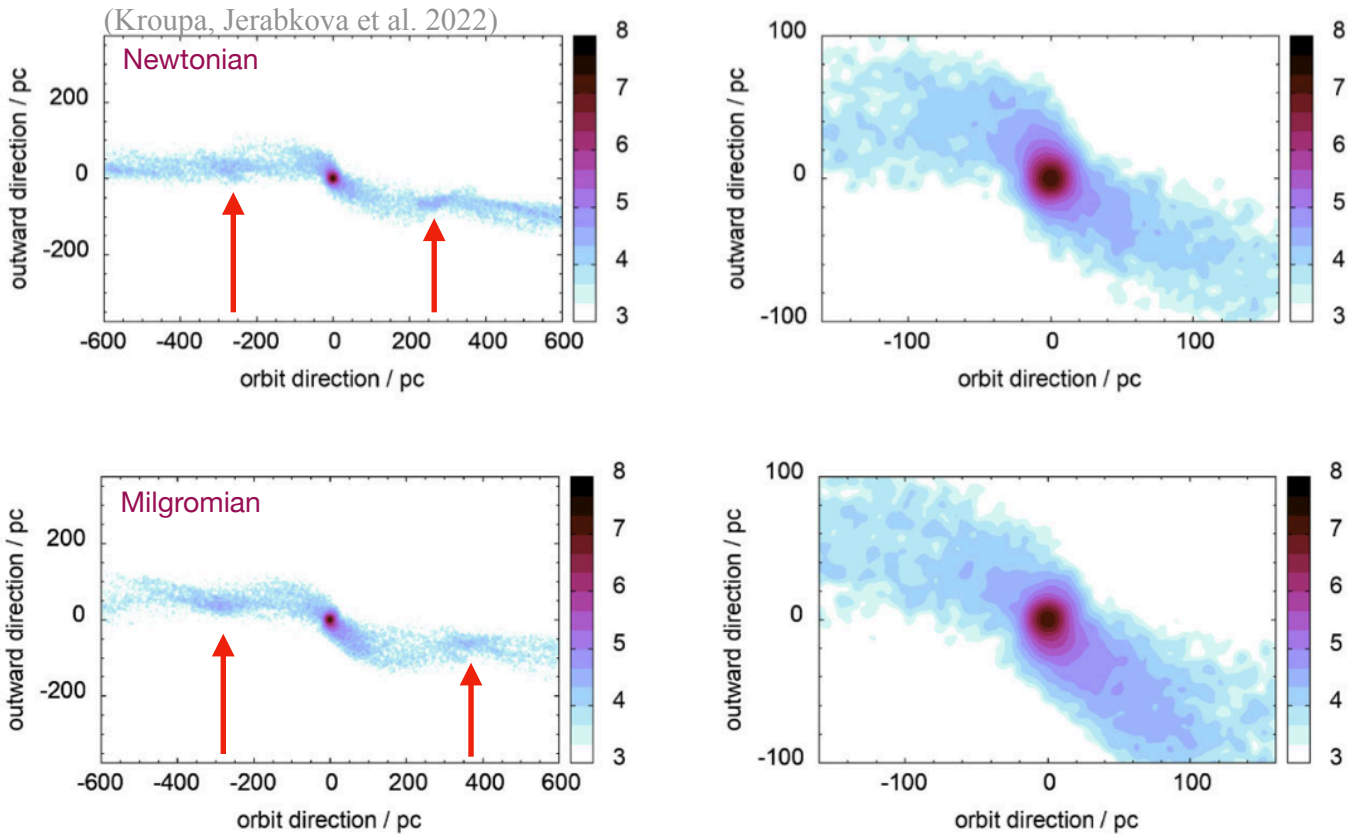 (Kroupa, Jerabkova et al. 2022)
Newtonian
outward direction / pc
200
0
-200
-600 -400 -200 0 200 400 600
orbit direction / pc
8
7
6
5
4
3
outward direction / pc
100
0
-100
-100 0 100
orbit direction / pc
8
7
6
5
4
3
Milgromian
outward direction / pc
200
0
-200
-600 -400 -200 0 200 400 600
orbit direction / pc
8
7
6
5
4
3
outward direction / pc
100
0
-100
-100 0 100
orbit direction / pc
8
7
6
5
4
3